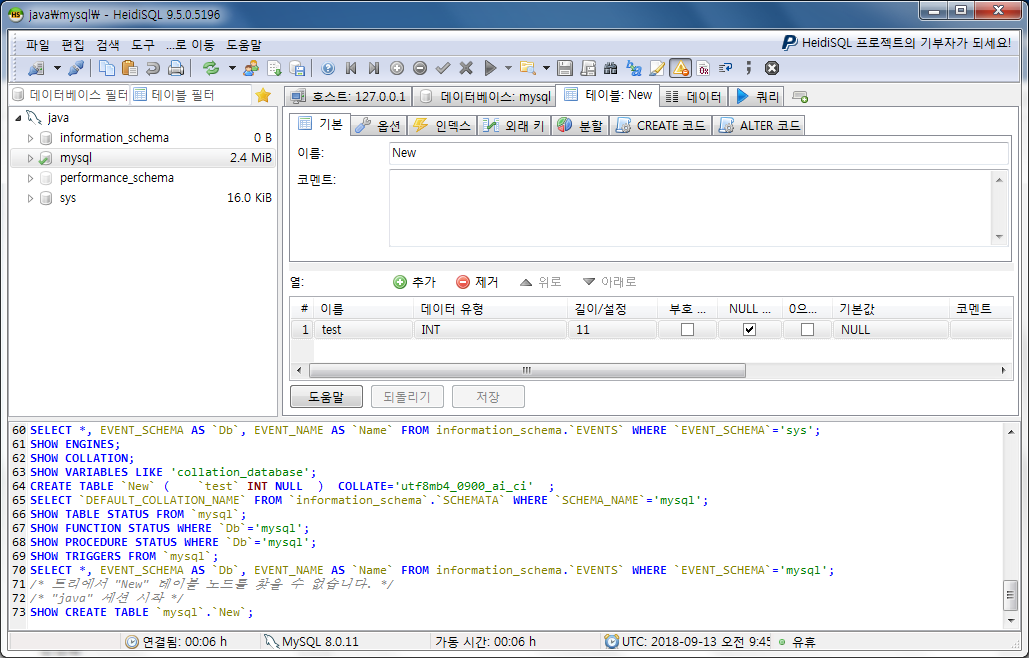 java\mysql\ - HeidiSQL 9.5.0.5196
파일 편집 검색 도구 ...로 이동 도움말
HeidiSQL 프로젝트의 기부자가 되세요!
데이터베이스 필터 테이블 필터
호스트: 127.0.0.1 데이터베이스: mysql 테이블: New 데이터 쿼리
java
information_schema 0 B
mysql 2.4 MiB
performance_schema
sys 16.0 KiB
기본 옵션 인덱스 외래 키 분할 CREATE 코드 ALTER 코드
이름: New
코멘트:
열: 추가 제거 위로 아래로
# 이름 데이터 유형 길이/설정 부호 ... NULL ... 0으... 기본값 코멘트
1 test INT 11 NULL
도움말 되돌리기 저장
60 SELECT *, EVENT_SCHEMA AS `Db`, EVENT_NAME AS `Name` FROM information_schema.`EVENTS` WHERE `EVENT_SCHEMA`='sys';
61 SHOW ENGINES;
62 SHOW COLLATION;
63 SHOW VARIABLES LIKE 'collation_database';
64 CREATE TABLE `New` ( `test` INT NULL ) COLLATE='utf8mb4_0900_ai_ci' ;
65 SELECT `DEFAULT_COLLATION_NAME` FROM `information_schema`.`SCHEMATA` WHERE `SCHEMA_NAME`='mysql';
66 SHOW TABLE STATUS FROM `mysql`;
67 SHOW FUNCTION STATUS WHERE `Db`='mysql';
68 SHOW PROCEDURE STATUS WHERE `Db`='mysql';
69 SHOW TRIGGERS FROM `mysql`;
70 SELECT *, EVENT_SCHEMA AS `Db`, EVENT_NAME AS `Name` FROM information_schema.`EVENTS` WHERE `EVENT_SCHEMA`='mysql';
71 /* 트리에서 "New" 테이블 노드를 찾을 수 없습니다. */
72 /* "java" 세션 시작 */
73 SHOW CREATE TABLE `mysql`.`New`;
연결됨: 00:06 h MySQL 8.0.11 가동 시간: 00:06 h UTC: 2018-09-13 오전 9:45 유휴